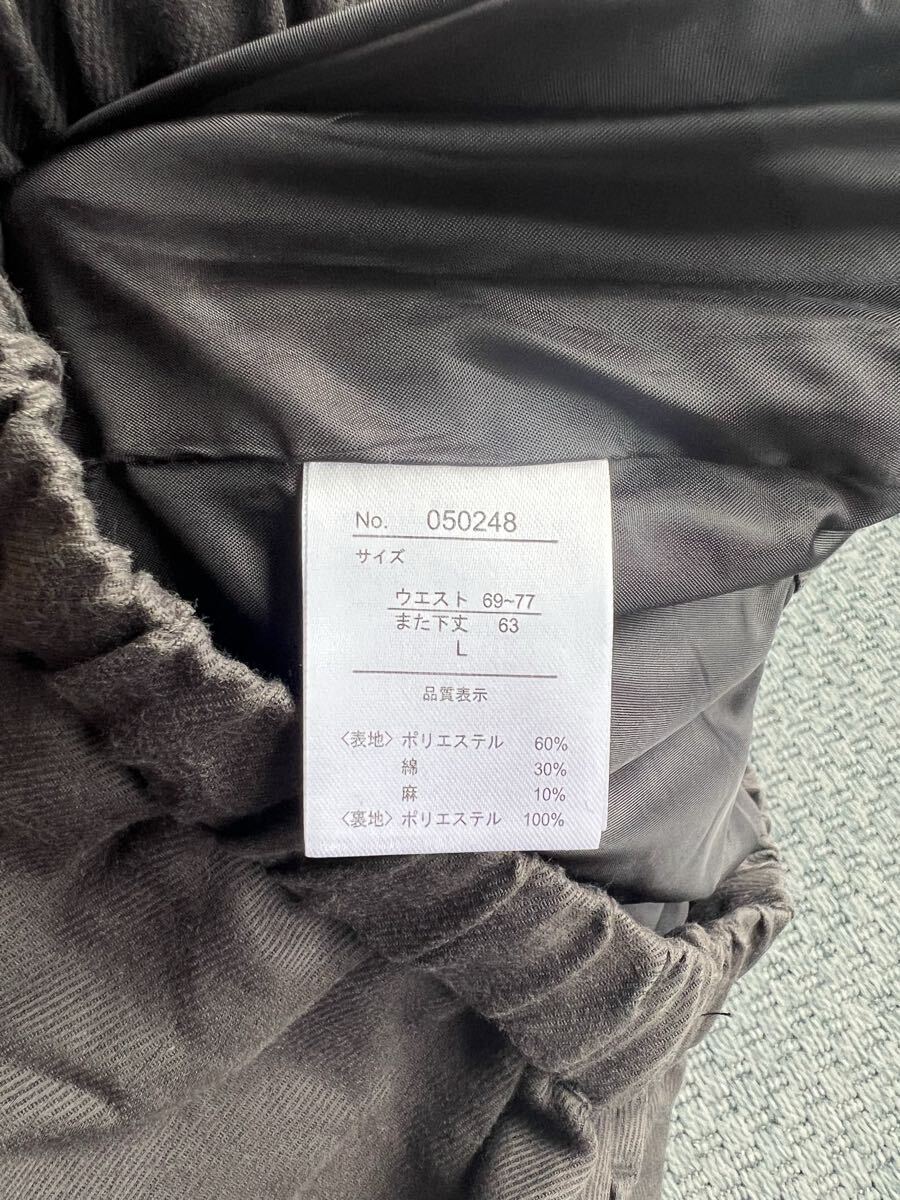 No. 050248
サイズ
ウエスト 69~77
また下丈 63
L
品質表示
〈表地〉ポリエステル 60%
綿 30%
麻 10%
〈裏地〉ポリエステル 100%